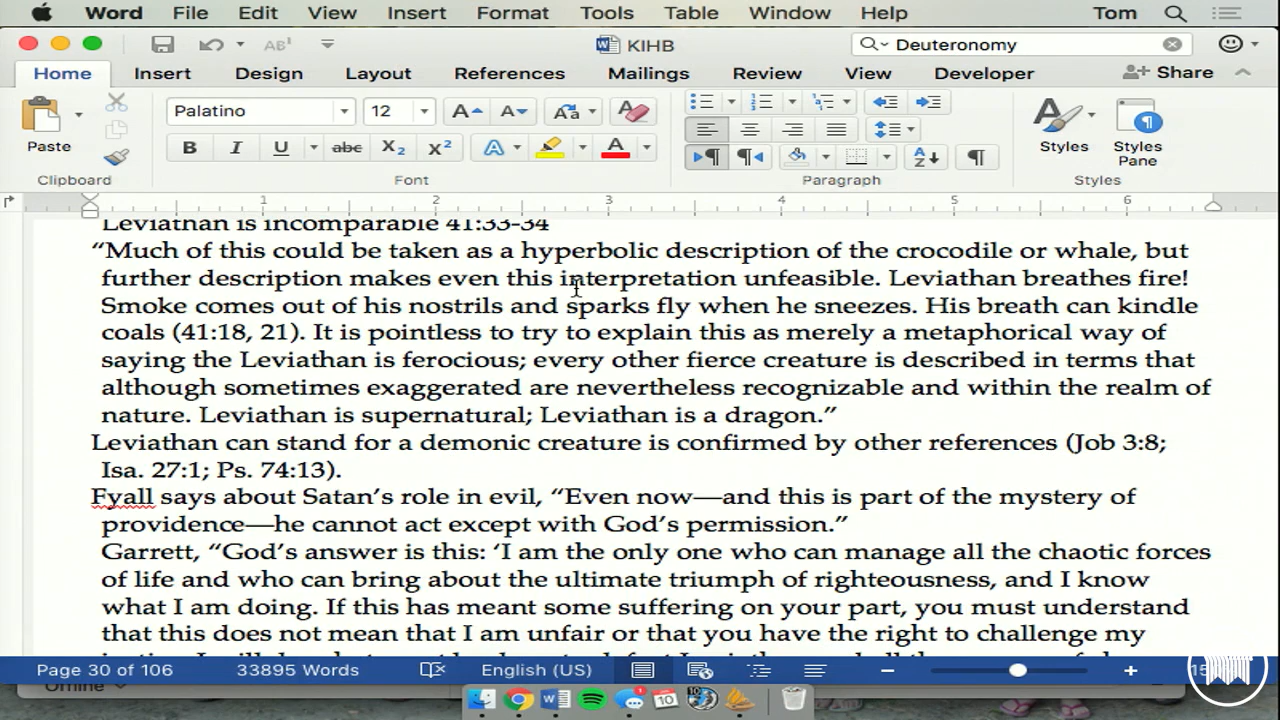 Word File Edit View Insert Format Tools Table Window Help Tom
KIHB Deuteronomy
Home Insert Design Layout References Mailings Review View Developer Share
Palatino 12 A A Aa A
Paste B I U abc X2 X2 A A Styles Styles Pane
Clipboard Font Paragraph Styles
1 2 3 4 5 6
Leviathan is incomparable 41:33-34
“Much of this could be taken as a hyperbolic description of the crocodile or whale, but
further description makes even this interpretation unfeasible. Leviathan breathes fire!
Smoke comes out of his nostrils and sparks fly when he sneezes. His breath can kindle
coals (41:18, 21). It is pointless to try to explain this as merely a metaphorical way of
saying the Leviathan is ferocious; every other fierce creature is described in terms that
although sometimes exaggerated are nevertheless recognizable and within the realm of
nature. Leviathan is supernatural; Leviathan is a dragon.”
Leviathan can stand for a demonic creature is confirmed by other references (Job 3:8;
Isa. 27:1; Ps. 74:13).
Fyall says about Satan’s role in evil, “Even now—and this is part of the mystery of
providence—he cannot act except with God’s permission.”
Garrett, “God’s answer is this: ‘I am the only one who can manage all the chaotic forces
of life and who can bring about the ultimate triumph of righteousness, and I know
what I am doing. If this has meant some suffering on your part, you must understand
that this does not mean that I am unfair or that you have the right to challenge my
Page 30 of 106 33895 Words English (US)